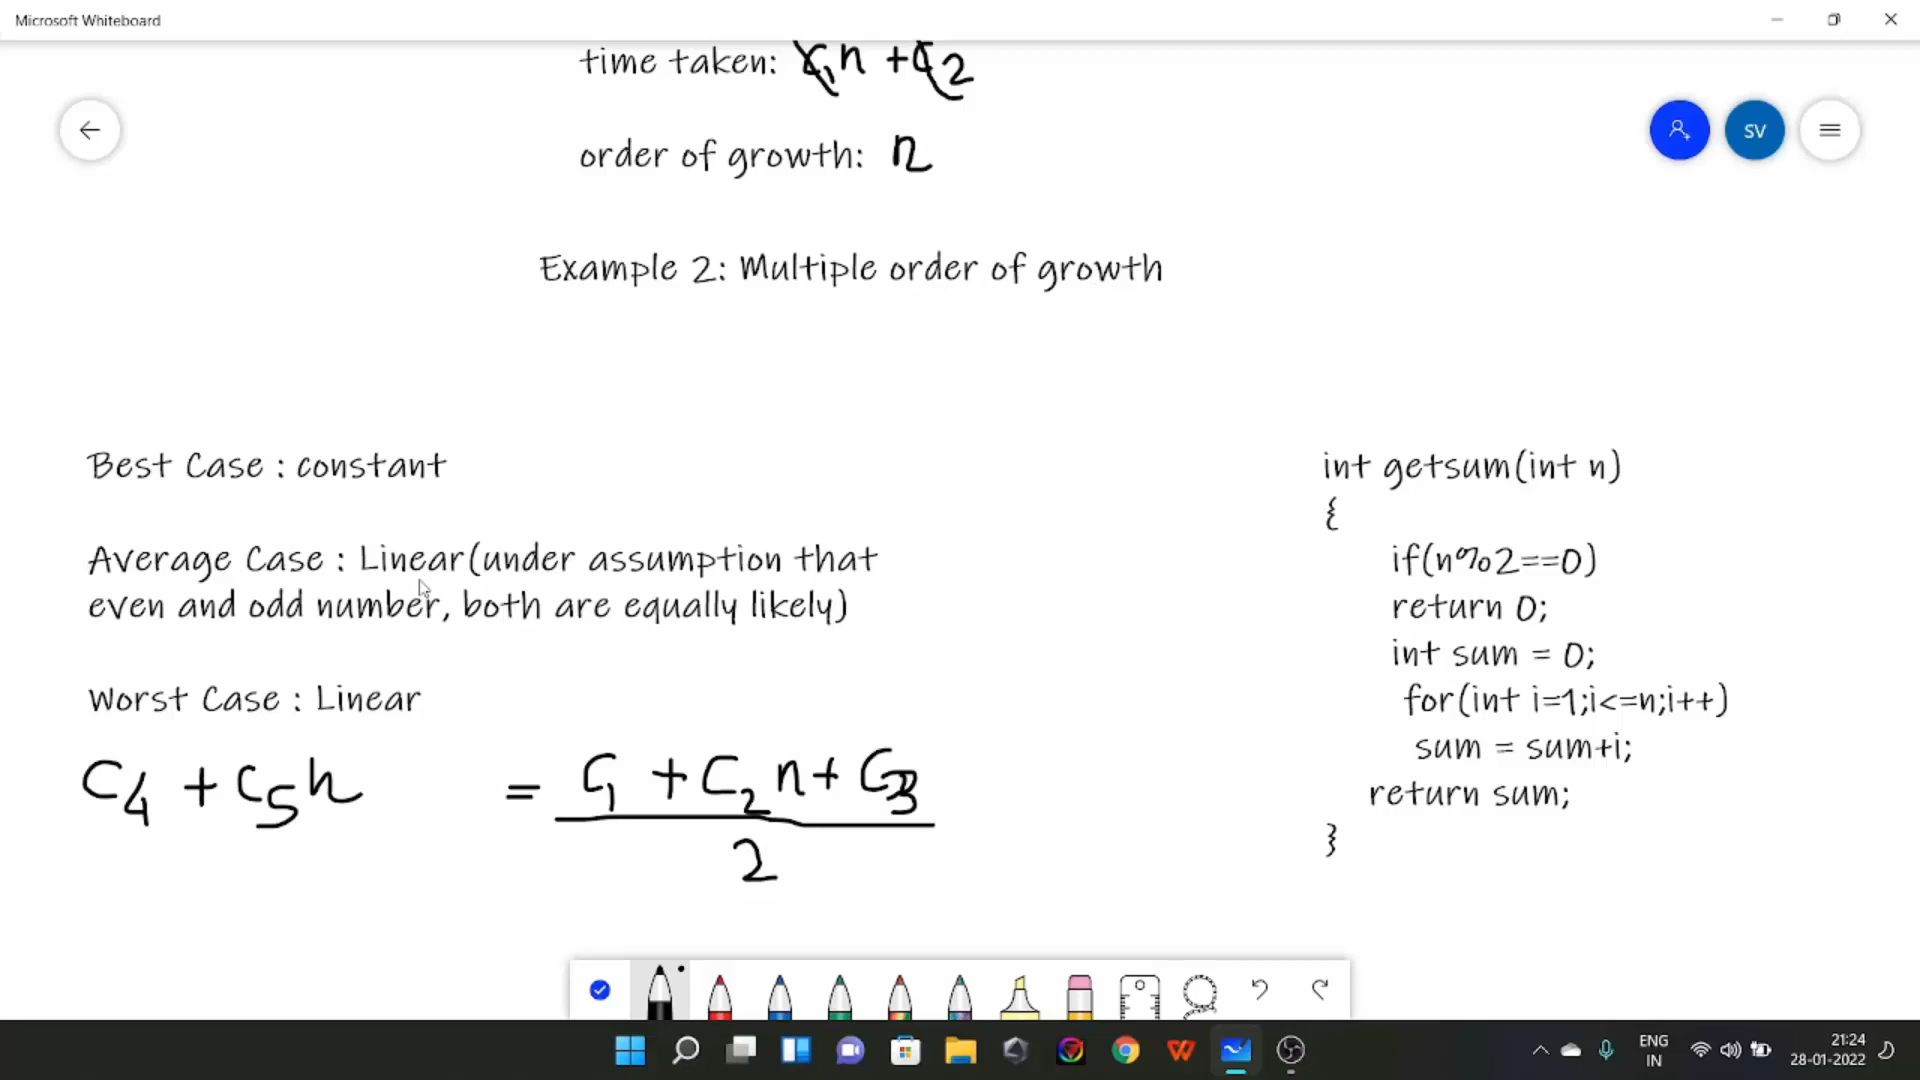 Microsoft Whiteboard
time taken: C₁n + C₂
order of growth: n
SV
Example 2: Multiple order of growth
Best Case : constant
Average Case : Linear(under assumption that
even and odd number, both are equally likely)
Worst Case : Linear
C₄ + C₅n = C₁ + C₂n + C₃
2
int getsum(int n)
{
if(n%2==0)
return 0;
int sum = 0;
for(int i=1;i<=n;i++)
sum = sum+i;
return sum;
}
ENG
IN
21:24
28-01-2022